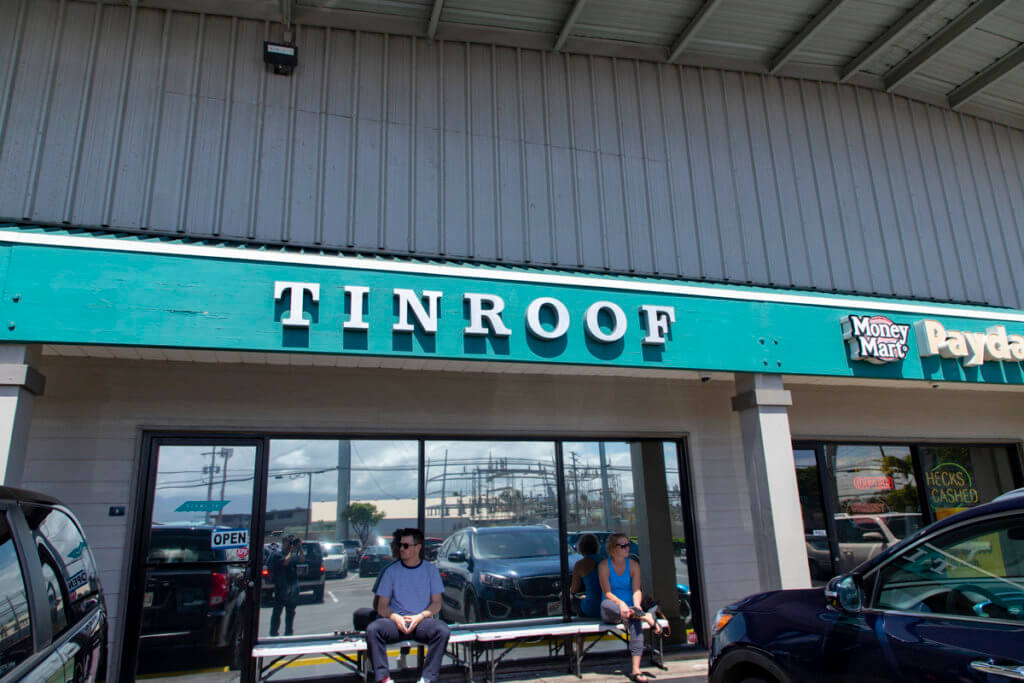 TINROOF
Money
Mart
Payda
OPEN
OPEN
HECKS
CASHED